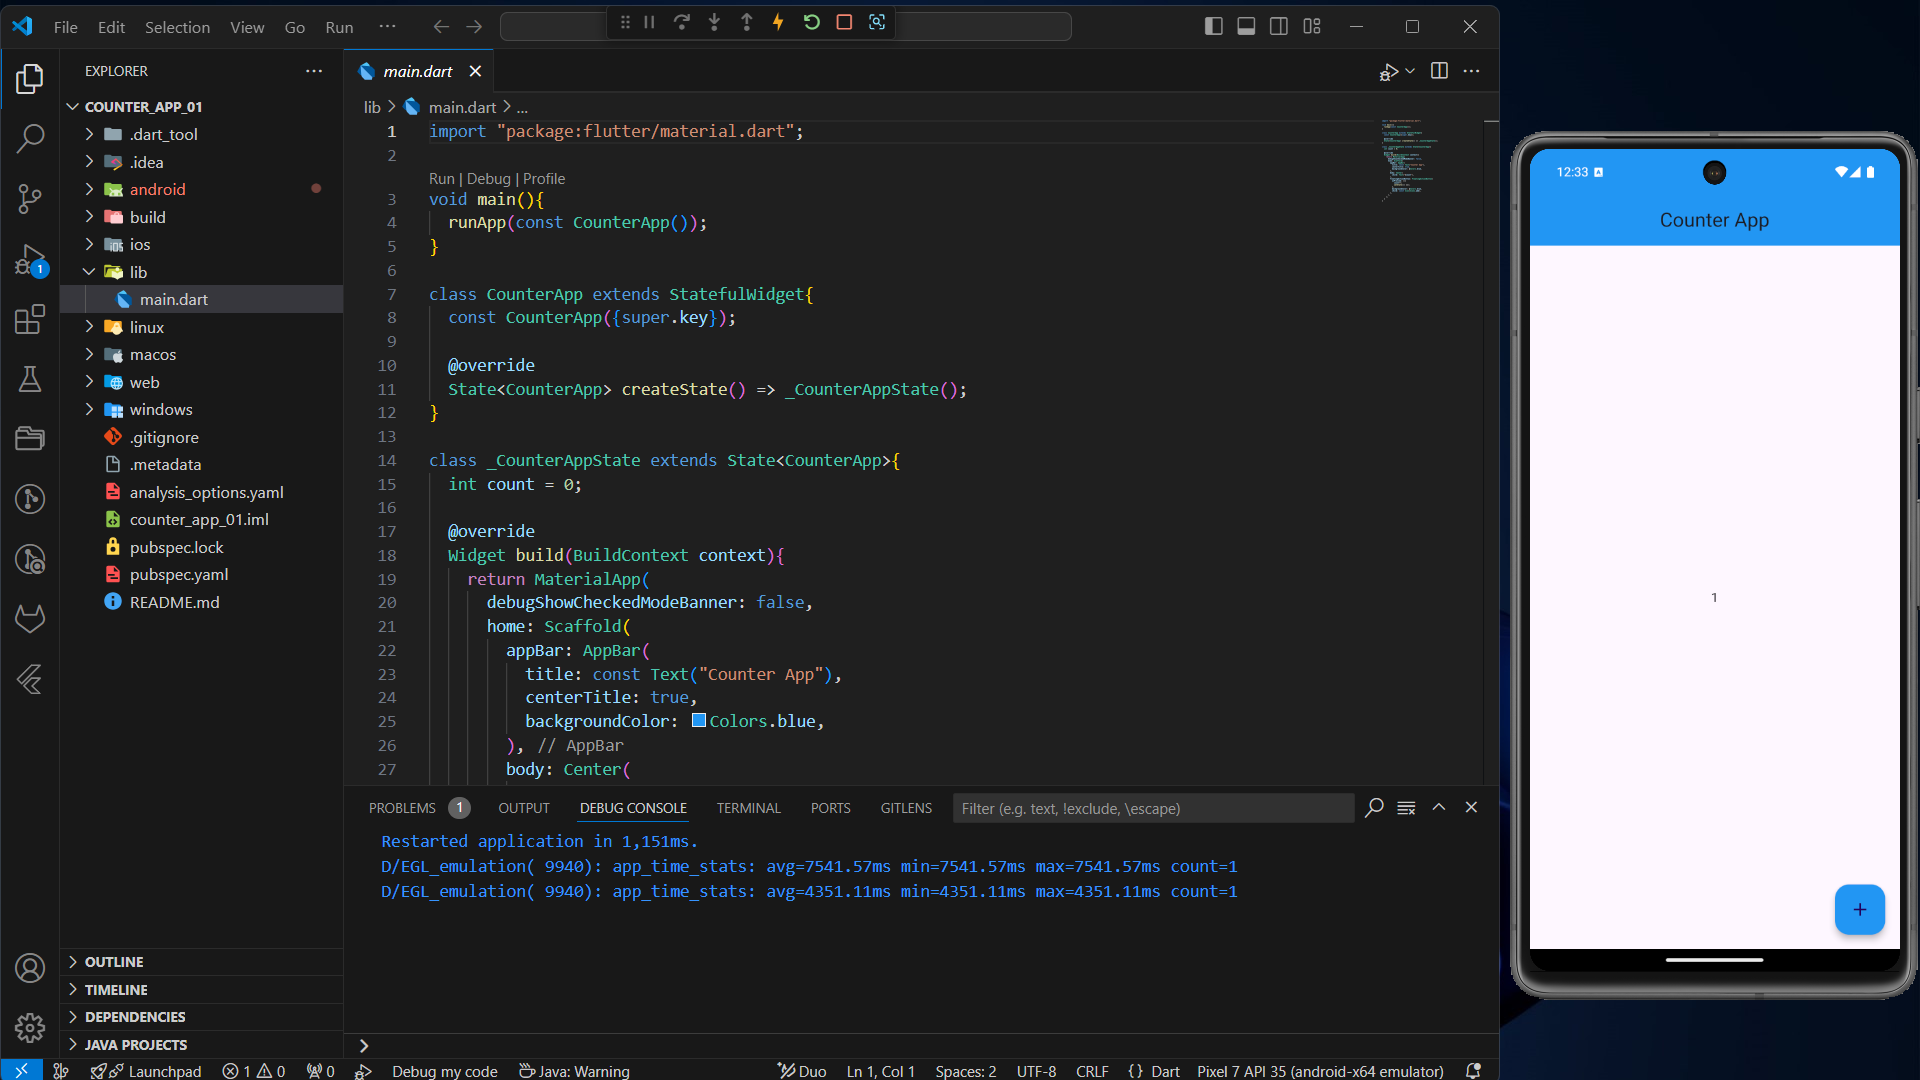 File Edit Selection View Go Run ···
EXPLORER
COUNTER_APP_01
.dart_tool
.idea
android
build
ios
lib
main.dart
linux
macos
web
windows
.gitignore
.metadata
analysis_options.yaml
counter_app_01.iml
pubspec.lock
pubspec.yaml
README.md
OUTLINE
TIMELINE
DEPENDENCIES
JAVA PROJECTS
1
main.dart
lib > main.dart > ...
1 import "package:flutter/material.dart";
2
Run | Debug | Profile
3 void main(){
4 runApp(const CounterApp());
5 }
6
7 class CounterApp extends StatefulWidget{
8 const CounterApp({super.key});
9
10 @override
11 State<CounterApp> createState() => _CounterAppState();
12 }
13
14 class _CounterAppState extends State<CounterApp>{
15 int count = 0;
16
17 @override
18 Widget build(BuildContext context){
19 return MaterialApp(
20 debugShowCheckedModeBanner: false,
21 home: Scaffold(
22 appBar: AppBar(
23 title: const Text("Counter App"),
24 centerTitle: true,
25 backgroundColor: Colors.blue,
26 ), // AppBar
27 body: Center(
PROBLEMS 1 OUTPUT DEBUG CONSOLE TERMINAL PORTS GITLENS Filter (e.g. text, !exclude, \escape)
Restarted application in 1,151ms.
D/EGL_emulation( 9940): app_time_stats: avg=7541.57ms min=7541.57ms max=7541.57ms count=1
D/EGL_emulation( 9940): app_time_stats: avg=4351.11ms min=4351.11ms max=4351.11ms count=1
>
Launchpad 1 0 0 Debug my code Java: Warning Duo Ln 1, Col 1 Spaces: 2 UTF-8 CRLF {} Dart Pixel 7 API 35 (android-x64 emulator)
12:33
Counter App
1
+